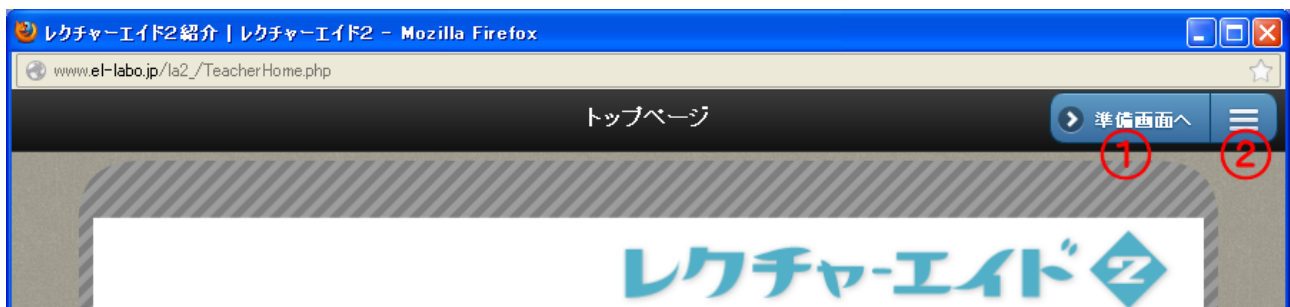 レクチャーエイド2紹介 | レクチャーエイド2 - Mozilla Firefox
www.el-labo.jp/la2_/TeacherHome.php
トップページ
準備画面へ
① ②
レクチャーエイド2